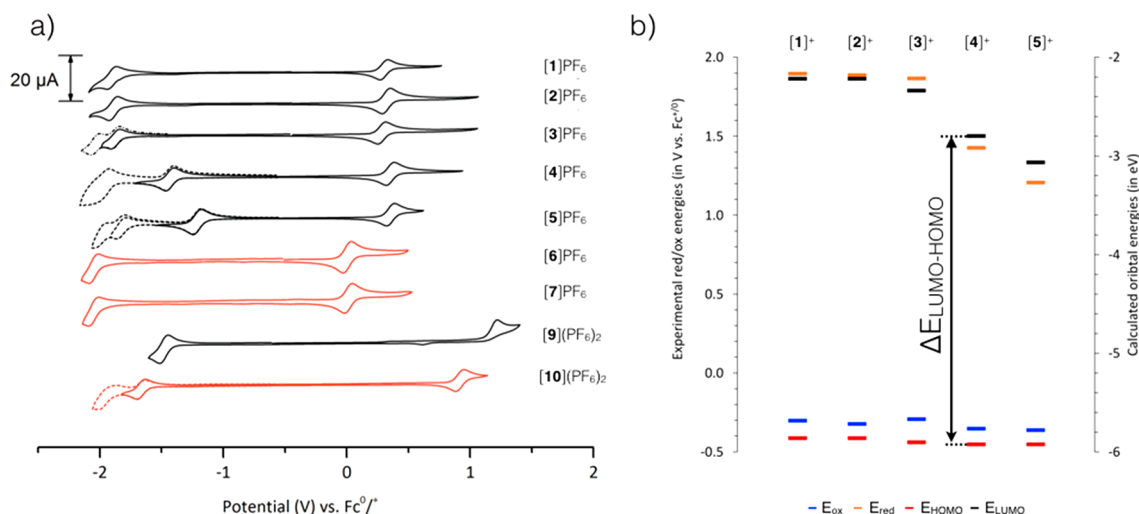 a)
20 µA
[1]PF₆
[2]PF₆
[3]PF₆
[4]PF₆
[5]PF₆
[6]PF₆
[7]PF₆
[9](PF₆)₂
[10](PF₆)₂
-2 -1 0 1 2
Potential (V) vs. Fc⁰/⁺
b)
[1]⁺ [2]⁺ [3]⁺ [4]⁺ [5]⁺
Experimental red/ox energies (in V vs. Fc⁺/⁰)
2.0
1.5
1.0
0.5
0.0
-0.5
ΔE_LUMO-HOMO
-2
-3
-4
-5
-6
Calculated oribtal energies (in eV)
Eox Ered EHOMO ELUMO